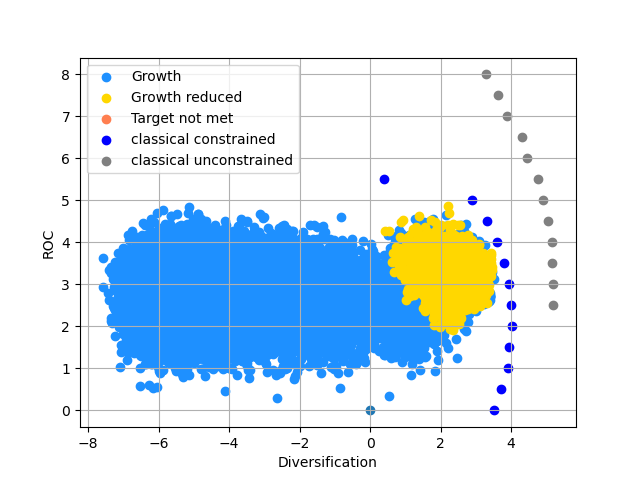 Growth
Growth reduced
Target not met
classical constrained
classical unconstrained
8
7
6
5
4
3
2
1
0
ROC
−8 −6 −4 −2 0 2 4
Diversification